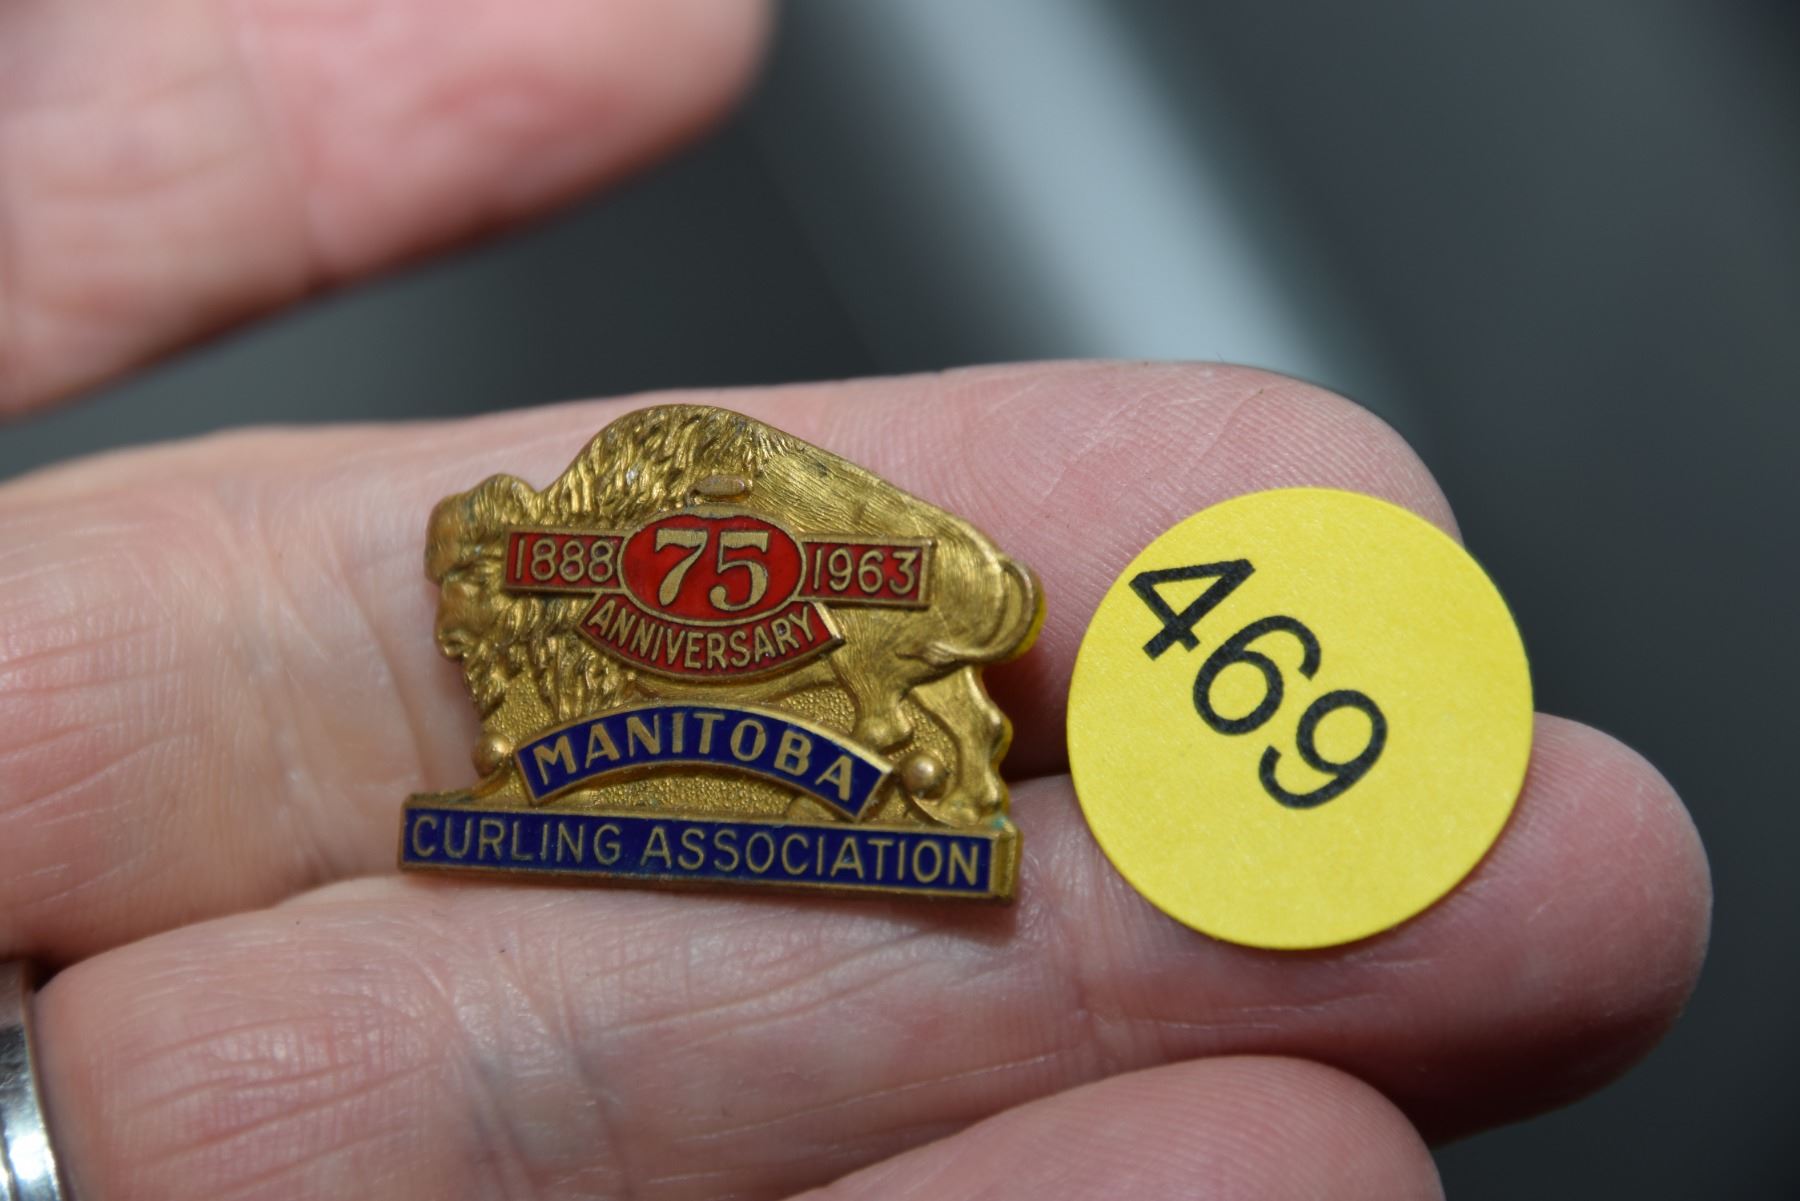 1888 75 1963
ANNIVERSARY
MANITOBA
CURLING ASSOCIATION
469